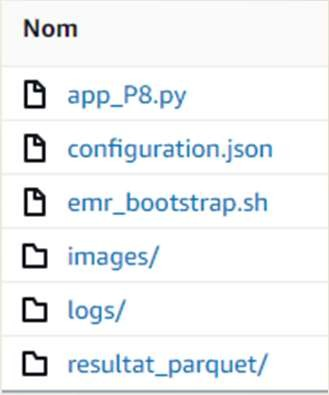 Nom
app_P8.py
configuration.json
emr_bootstrap.sh
images/
logs/
resultat_parquet/